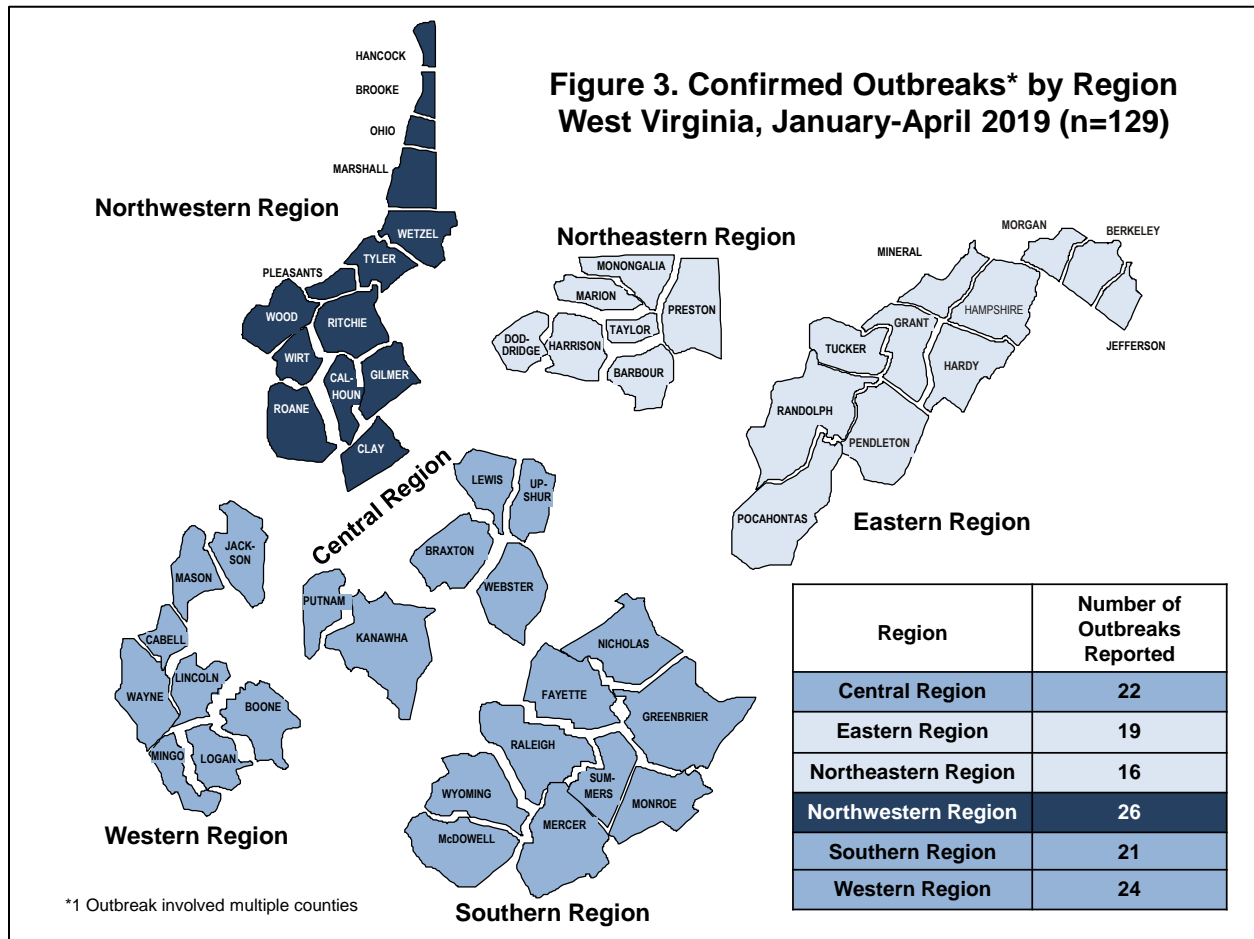 Figure 3. Confirmed Outbreaks* by Region
West Virginia, January-April 2019 (n=129)
HANCOCK
BROOKE
OHIO
MARSHALL
Northwestern Region
WETZEL
TYLER
PLEASANTS
WOOD
RITCHIE
WIRT
CAL-
HOUN
GILMER
ROANE
CLAY
Northeastern Region
MONONGALIA
MARION
PRESTON
TAYLOR
DOD-
DRIDGE
HARRISON
BARBOUR
MORGAN
BERKELEY
MINERAL
HAMPSHIRE
GRANT
JEFFERSON
TUCKER
HARDY
RANDOLPH
PENDLETON
POCAHONTAS
Eastern Region
Central Region
LEWIS
UP-
SHUR
BRAXTON
WEBSTER
PUTNAM
KANAWHA
JACK-
SON
MASON
CABELL
LINCOLN
WAYNE
BOONE
MINGO
LOGAN
Western Region
NICHOLAS
FAYETTE
GREENBRIER
RALEIGH
SUM-
MERS
WYOMING
MONROE
MERCER
McDOWELL
Southern Region
Region
Number of
Outbreaks
Reported
Central Region 22
Eastern Region 19
Northeastern Region 16
Northwestern Region 26
Southern Region 21
Western Region 24
*1 Outbreak involved multiple counties